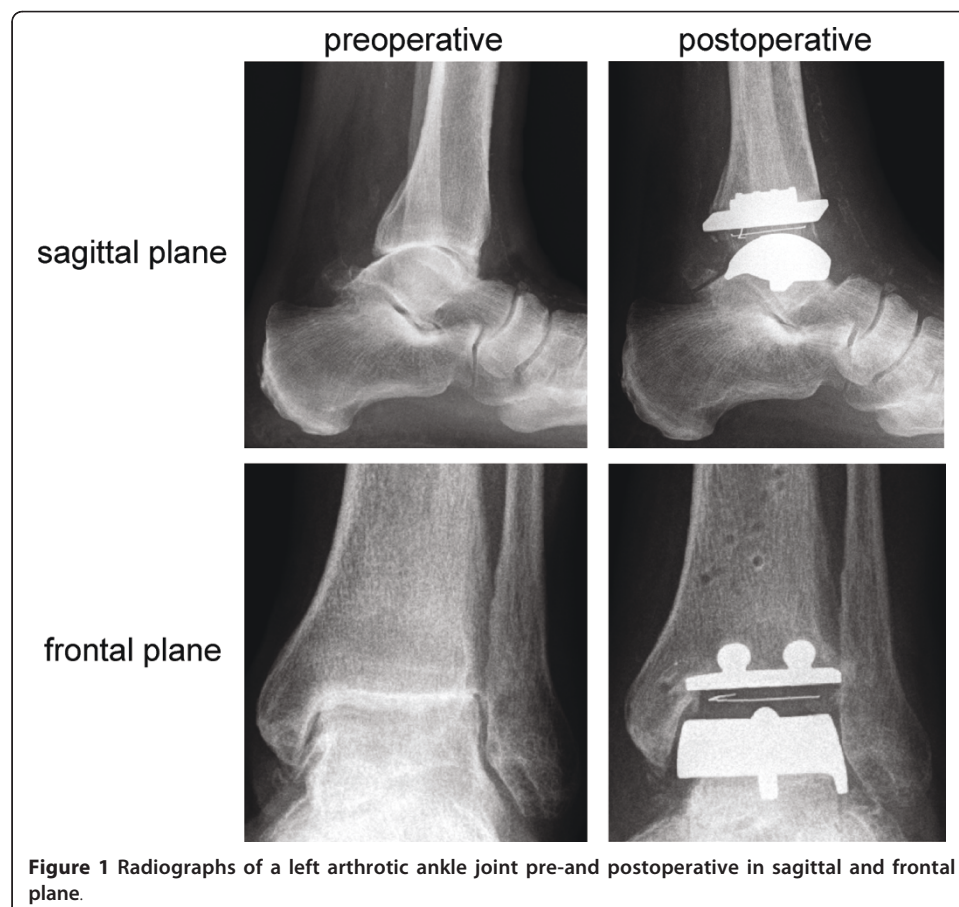 preoperative postoperative
sagittal plane
frontal plane
Figure 1 Radiographs of a left arthrotic ankle joint pre-and postoperative in sagittal and frontal
plane.